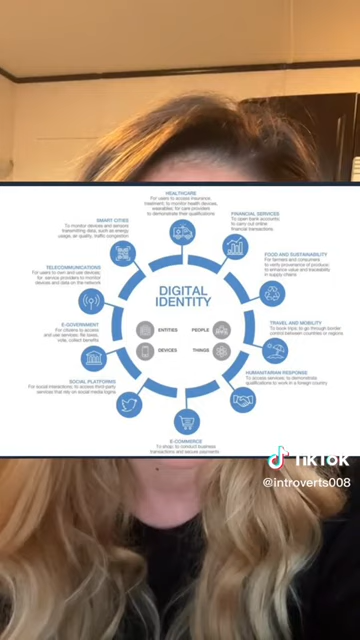 HEALTHCARE
For users to access insurance,
treatment; to monitor health devices,
wearables; for care providers
to demonstrate their qualifications
FINANCIAL SERVICES
To open bank accounts,
to carry out online
financial transactions
FOOD AND SUSTAINABILITY
For farmers and consumers
to verify provenance of produce;
to enhance value and traceability
in supply chains
TRAVEL AND MOBILITY
To book trips; to go through border
control between countries or regions
HUMANITARIAN RESPONSE
To access services; to demonstrate
qualifications to work in a foreign country
E-COMMERCE
To shop; to conduct business
transactions and secure payments
SOCIAL PLATFORMS
For social interactions; to access third-party
services that rely on social media logins
E-GOVERNMENT
For citizens to access
and use services: file taxes,
vote, collect benefits
TELECOMMUNICATIONS
For users to own and use devices;
for service providers to monitor
devices and data on the network
SMART CITIES
To monitor devices and sensors
transmitting data, such as energy
usage, air quality, traffic congestion
DIGITAL
IDENTITY
ENTITIES
PEOPLE
DEVICES
THINGS
TikTok
@introverts008